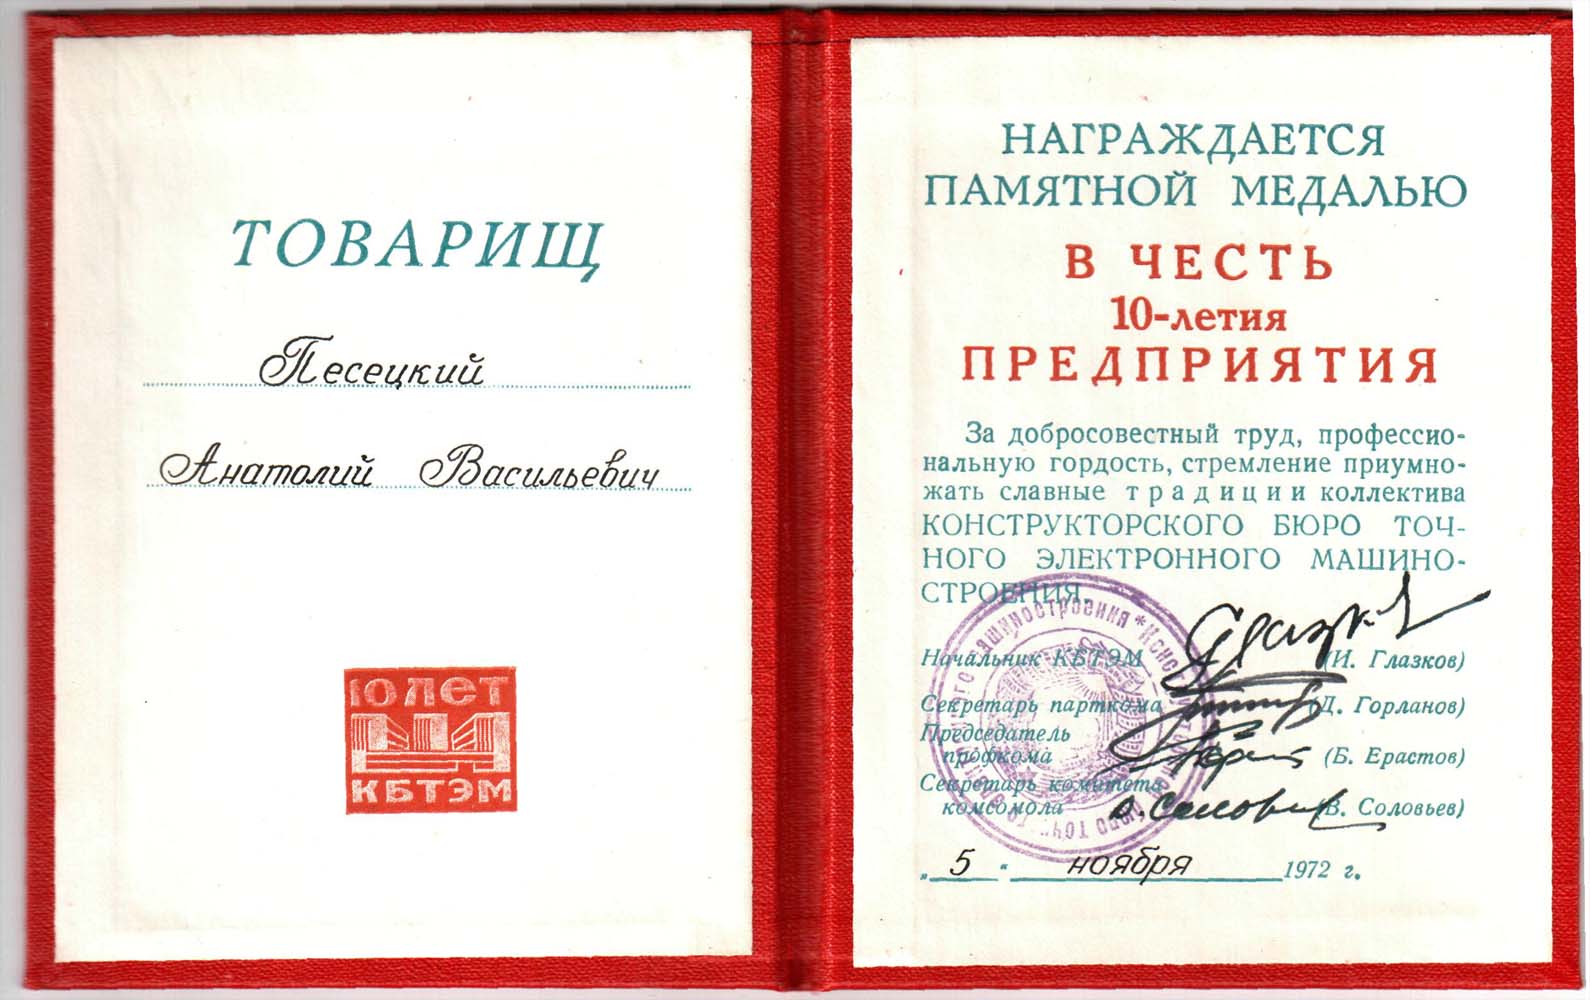 ТОВАРИЩ
Песецкий
Анатолий Васильевич
10 лет
КБТЭМ
НАГРАЖДАЕТСЯ
ПАМЯТНОЙ МЕДАЛЬЮ
В ЧЕСТЬ
10-летия
ПРЕДПРИЯТИЯ
За добросовестный труд, профессио-
нальную гордость, стремление приумно-
жать славные традиции коллектива
КОНСТРУКТОРСКОГО БЮРО ТОЧ-
НОГО ЭЛЕКТРОННОГО МАШИНО-
СТРОЕНИЯ.
Начальник КБТЭМ (И. Глазков)
Секретарь парткома (Д. Горланов)
Председатель
профкома (Б. Ерастов)
Секретарь комитета
комсомола (В. Соловьев)
„5“ ноября 1972 г.